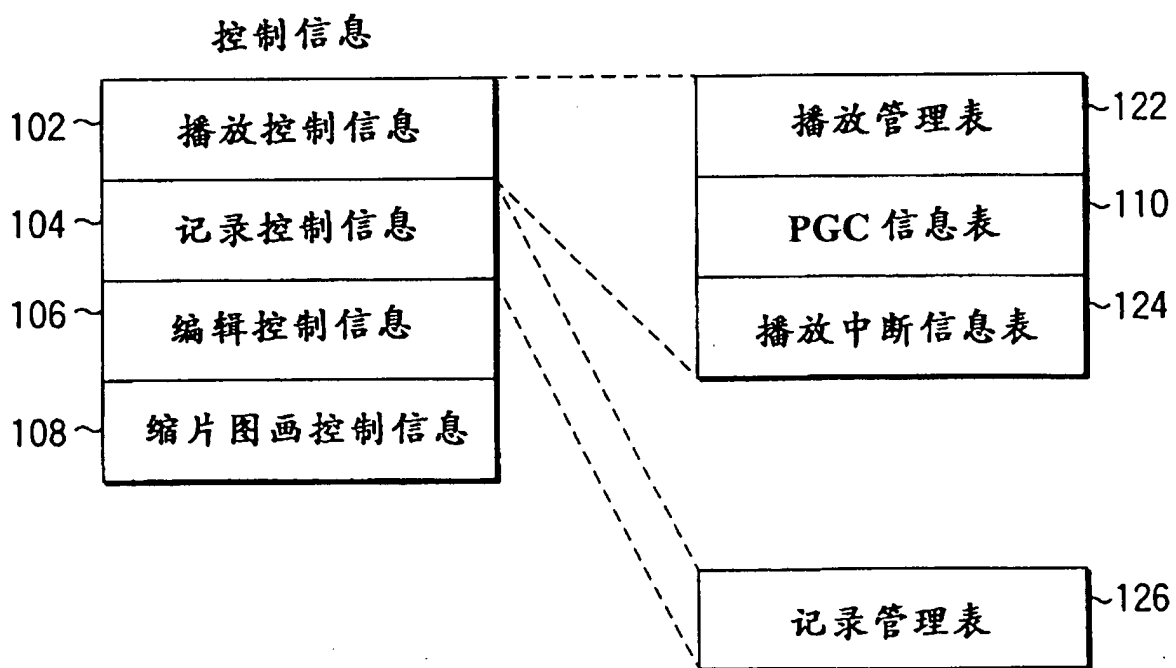 控制信息
102 播放控制信息
104 记录控制信息
106 编辑控制信息
108 缩片图画控制信息
播放管理表 122
PGC 信息表 110
播放中断信息表 124
记录管理表 126